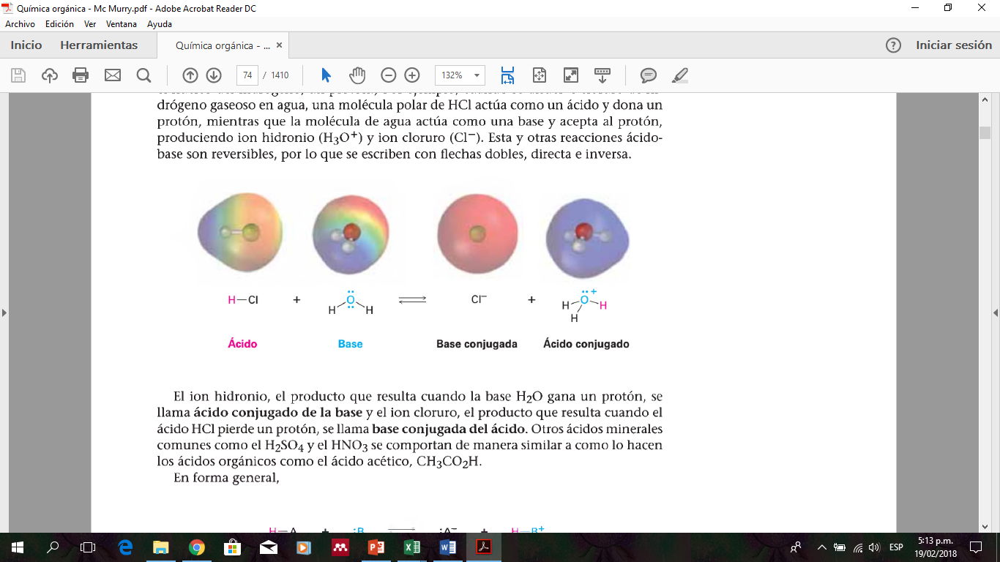 Química orgánica - Mc Murry.pdf - Adobe Acrobat Reader DC
Archivo Edición Ver Ventana Ayuda
Inicio Herramientas Química orgánica - ... × ? Iniciar sesión
74 / 1410 132%
drógeno gaseoso en agua, una molécula polar de HCl actúa como un ácido y dona un
protón, mientras que la molécula de agua actúa como una base y acepta al protón,
produciendo ion hidronio (H₃O⁺) y ion cloruro (Cl⁻). Esta y otras reacciones ácido-
base son reversibles, por lo que se escriben con flechas dobles, directa e inversa.
H—Cl + H O H ⇌ Cl⁻ + H O⁺ H H
Ácido Base Base conjugada Ácido conjugado
El ion hidronio, el producto que resulta cuando la base H₂O gana un protón, se
llama ácido conjugado de la base y el ion cloruro, el producto que resulta cuando el
ácido HCl pierde un protón, se llama base conjugada del ácido. Otros ácidos minerales
comunes como el H₂SO₄ y el HNO₃ se comportan de manera similar a como lo hacen
los ácidos orgánicos como el ácido acético, CH₃CO₂H.
En forma general,
H—A + :B ⇌ :A⁻ + H—B⁺
ESP 5:13 p.m.
19/02/2018